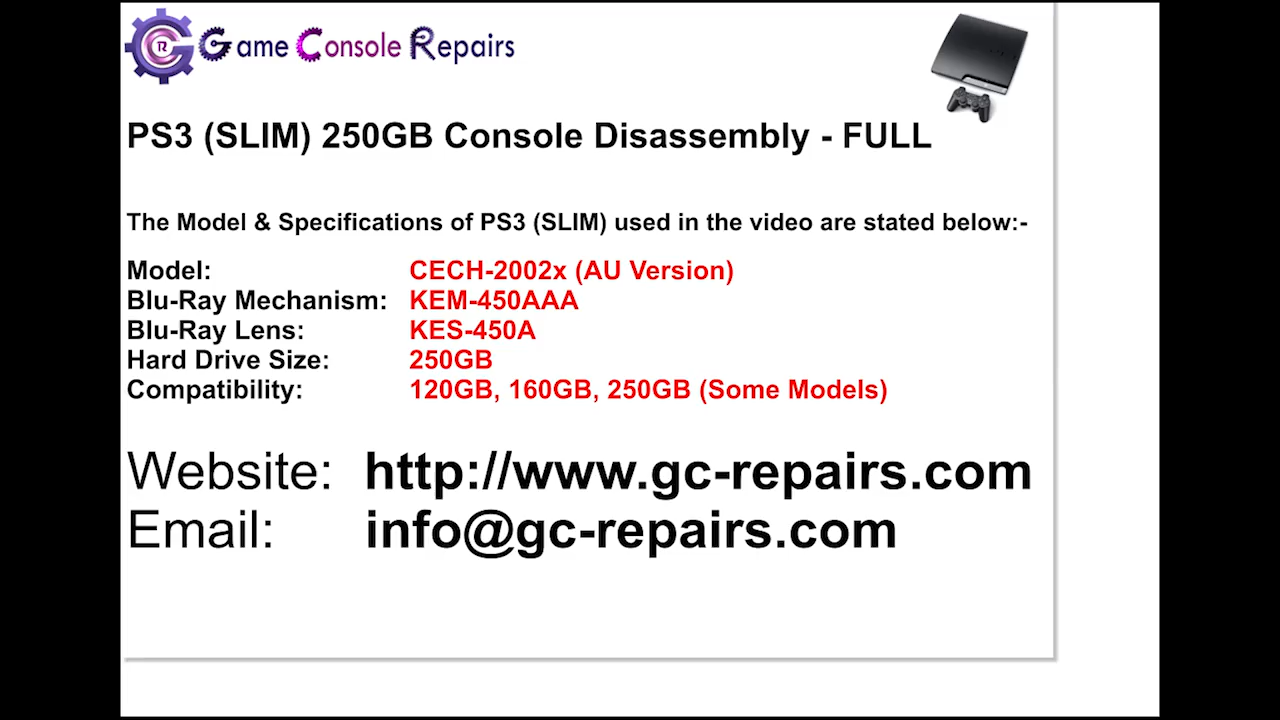 Game Console Repairs
PS3 (SLIM) 250GB Console Disassembly - FULL
The Model & Specifications of PS3 (SLIM) used in the video are stated below:-
Model: CECH-2002x (AU Version)
Blu-Ray Mechanism: KEM-450AAA
Blu-Ray Lens: KES-450A
Hard Drive Size: 250GB
Compatibility: 120GB, 160GB, 250GB (Some Models)
Website: http://www.gc-repairs.com
Email: info@gc-repairs.com